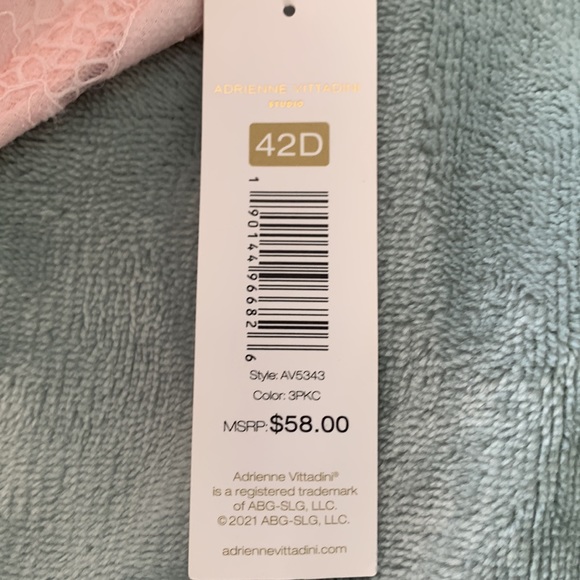 ADRIENNE VITTADINI
STUDIO
42D
1 90144 96682 6
Style: AV5343
Color: 3PKC
MSRP: $58.00
Adrienne Vittadini®
is a registered trademark
of ABG-SLG, LLC.
© 2021 ABG-SLG, LLC.
adriennevittadini.com